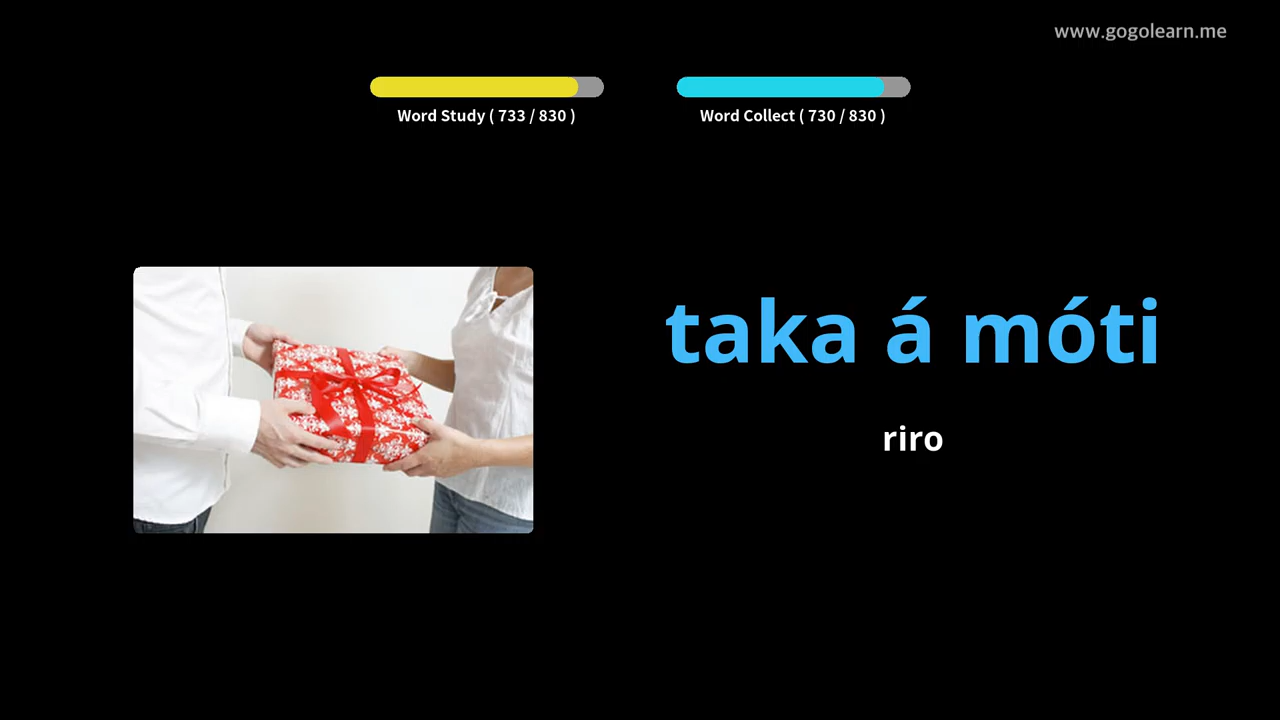 www.gogolearn.me
Word Study ( 733 / 830 )
Word Collect ( 730 / 830 )
taka á móti
riro